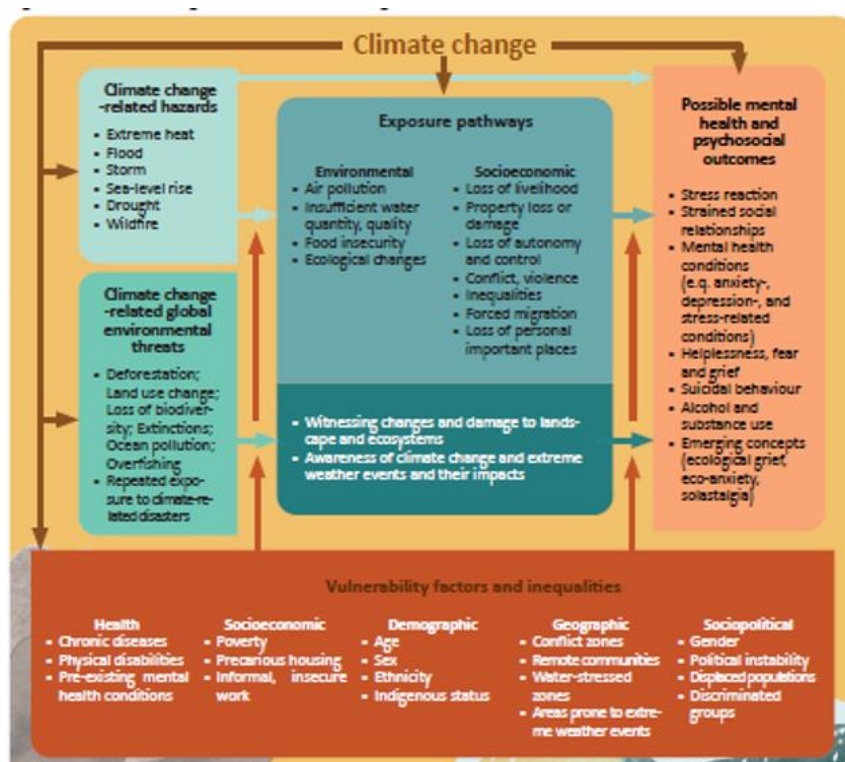 Climate change
Climate change
-related hazards
▪ Extreme heat
▪ Flood
▪ Storm
▪ Sea-level rise
▪ Drought
▪ Wildfire
Climate change
-related global
environmental
threats
▪ Deforestation;
Land use change;
Loss of biodiver-
sity; Extinctions;
Ocean pollution;
Overfishing
▪ Repeated expo-
sure to climate-re-
lated disasters
Exposure pathways
Environmental
▪ Air pollution
▪ Insufficient water
quantity, quality
▪ Food insecurity
▪ Ecological changes
Socioeconomic
▪ Loss of livelihood
▪ Property loss or
damage
▪ Loss of autonomy
and control
▪ Conflict, violence
▪ Inequalities
▪ Forced migration
▪ Loss of personal
important places
▪ Witnessing changes and damage to land-
scape and ecosystems
▪ Awareness of climate change and extreme
weather events and their impacts
Possible mental
health and
psychosocial
outcomes
▪ Stress reaction
▪ Strained social
relationships
▪ Mental health
conditions
(e.g. anxiety-,
depression-, and
stress-related
conditions)
▪ Helplessness, fear
and grief
▪ Suicidal behaviour
▪ Alcohol and
substance use
▪ Emerging concepts
(ecological grief,
eco-anxiety,
solastalgia)
Vulnerability factors and inequalities
Health
▪ Chronic diseases
▪ Physical disabilities
▪ Pre-existing mental
health conditions
Socioeconomic
▪ Poverty
▪ Precarious housing
▪ Informal, insecure
work
Demographic
▪ Age
▪ Sex
▪ Ethnicity
▪ Indigenous status
Geographic
▪ Conflict zones
▪ Remote communities
▪ Water-stressed
zones
▪ Areas prone to extre-
me weather events
Sociopolitical
▪ Gender
▪ Political instability
▪ Displaced populations
▪ Discriminated
groups